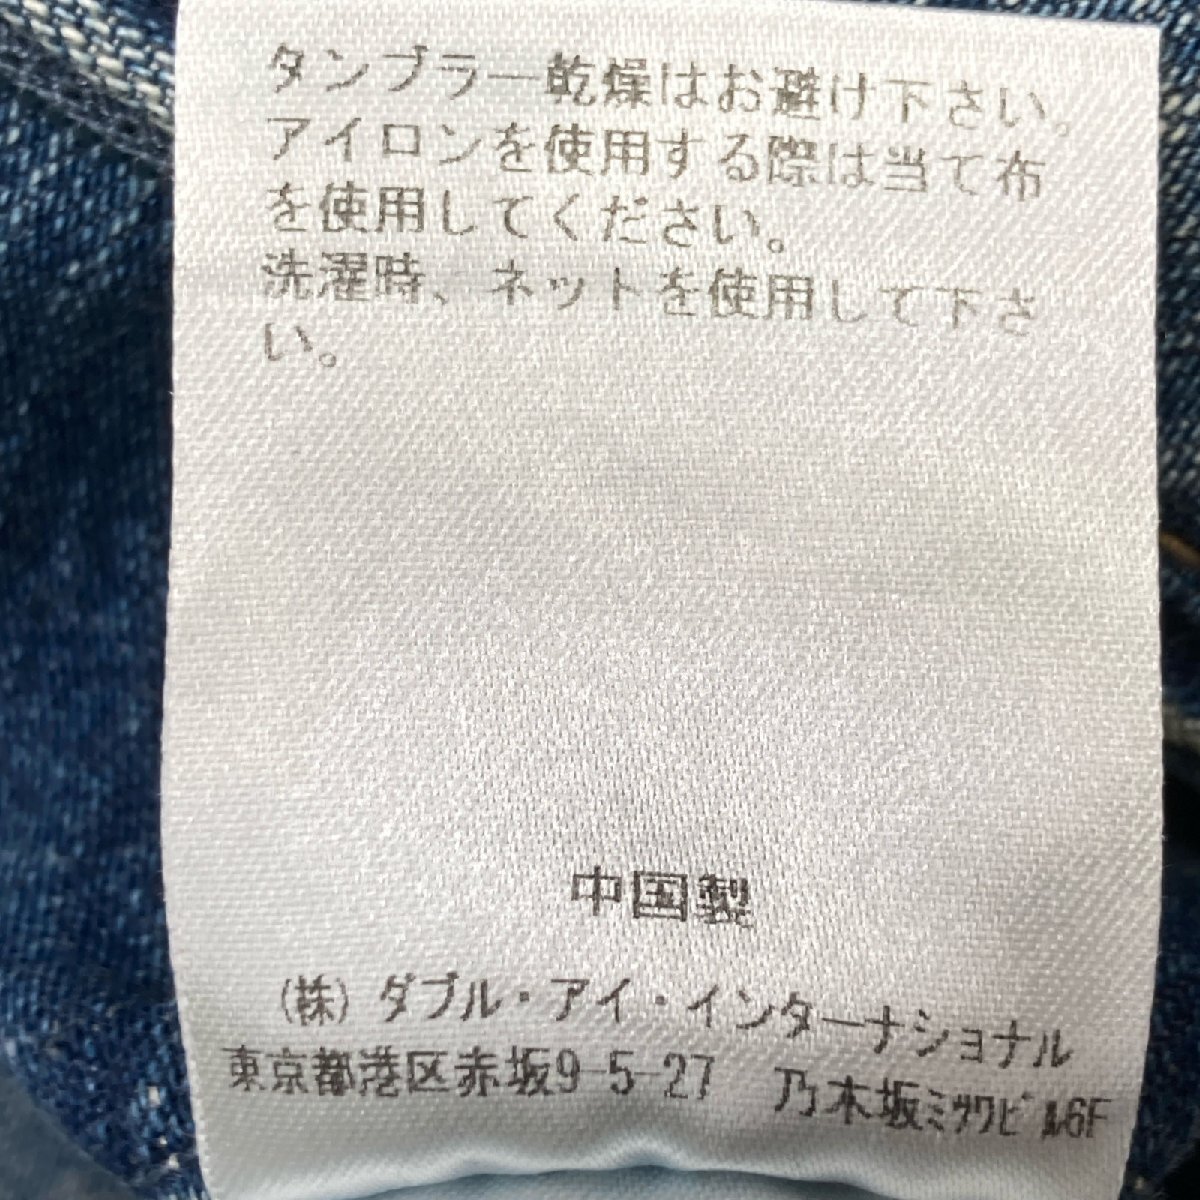 タンブラー乾燥はお避け下さい。
アイロンを使用する際は当て布
を使用してください。
洗濯時、ネットを使用して下さ
い。
中国製
(株)ダブル・アイ・インターナショナル
東京都港区赤坂9-5-27 乃木坂ﾐﾂﾜﾋﾞﾙ6F